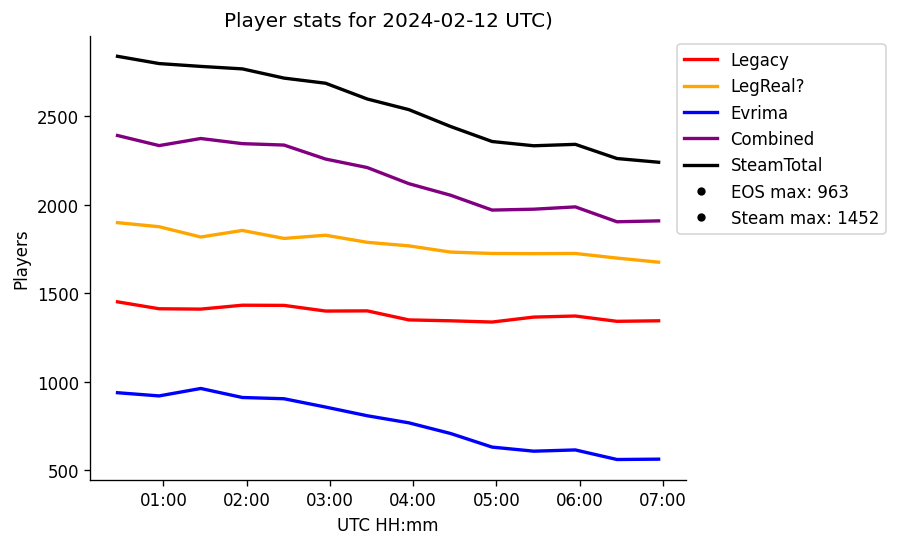 Player stats for 2024-02-12 UTC)
Legacy
LegReal?
Evrima
Combined
SteamTotal
EOS max: 963
Steam max: 1452
Players
2500
2000
1500
1000
500
01:00 02:00 03:00 04:00 05:00 06:00 07:00
UTC HH:mm